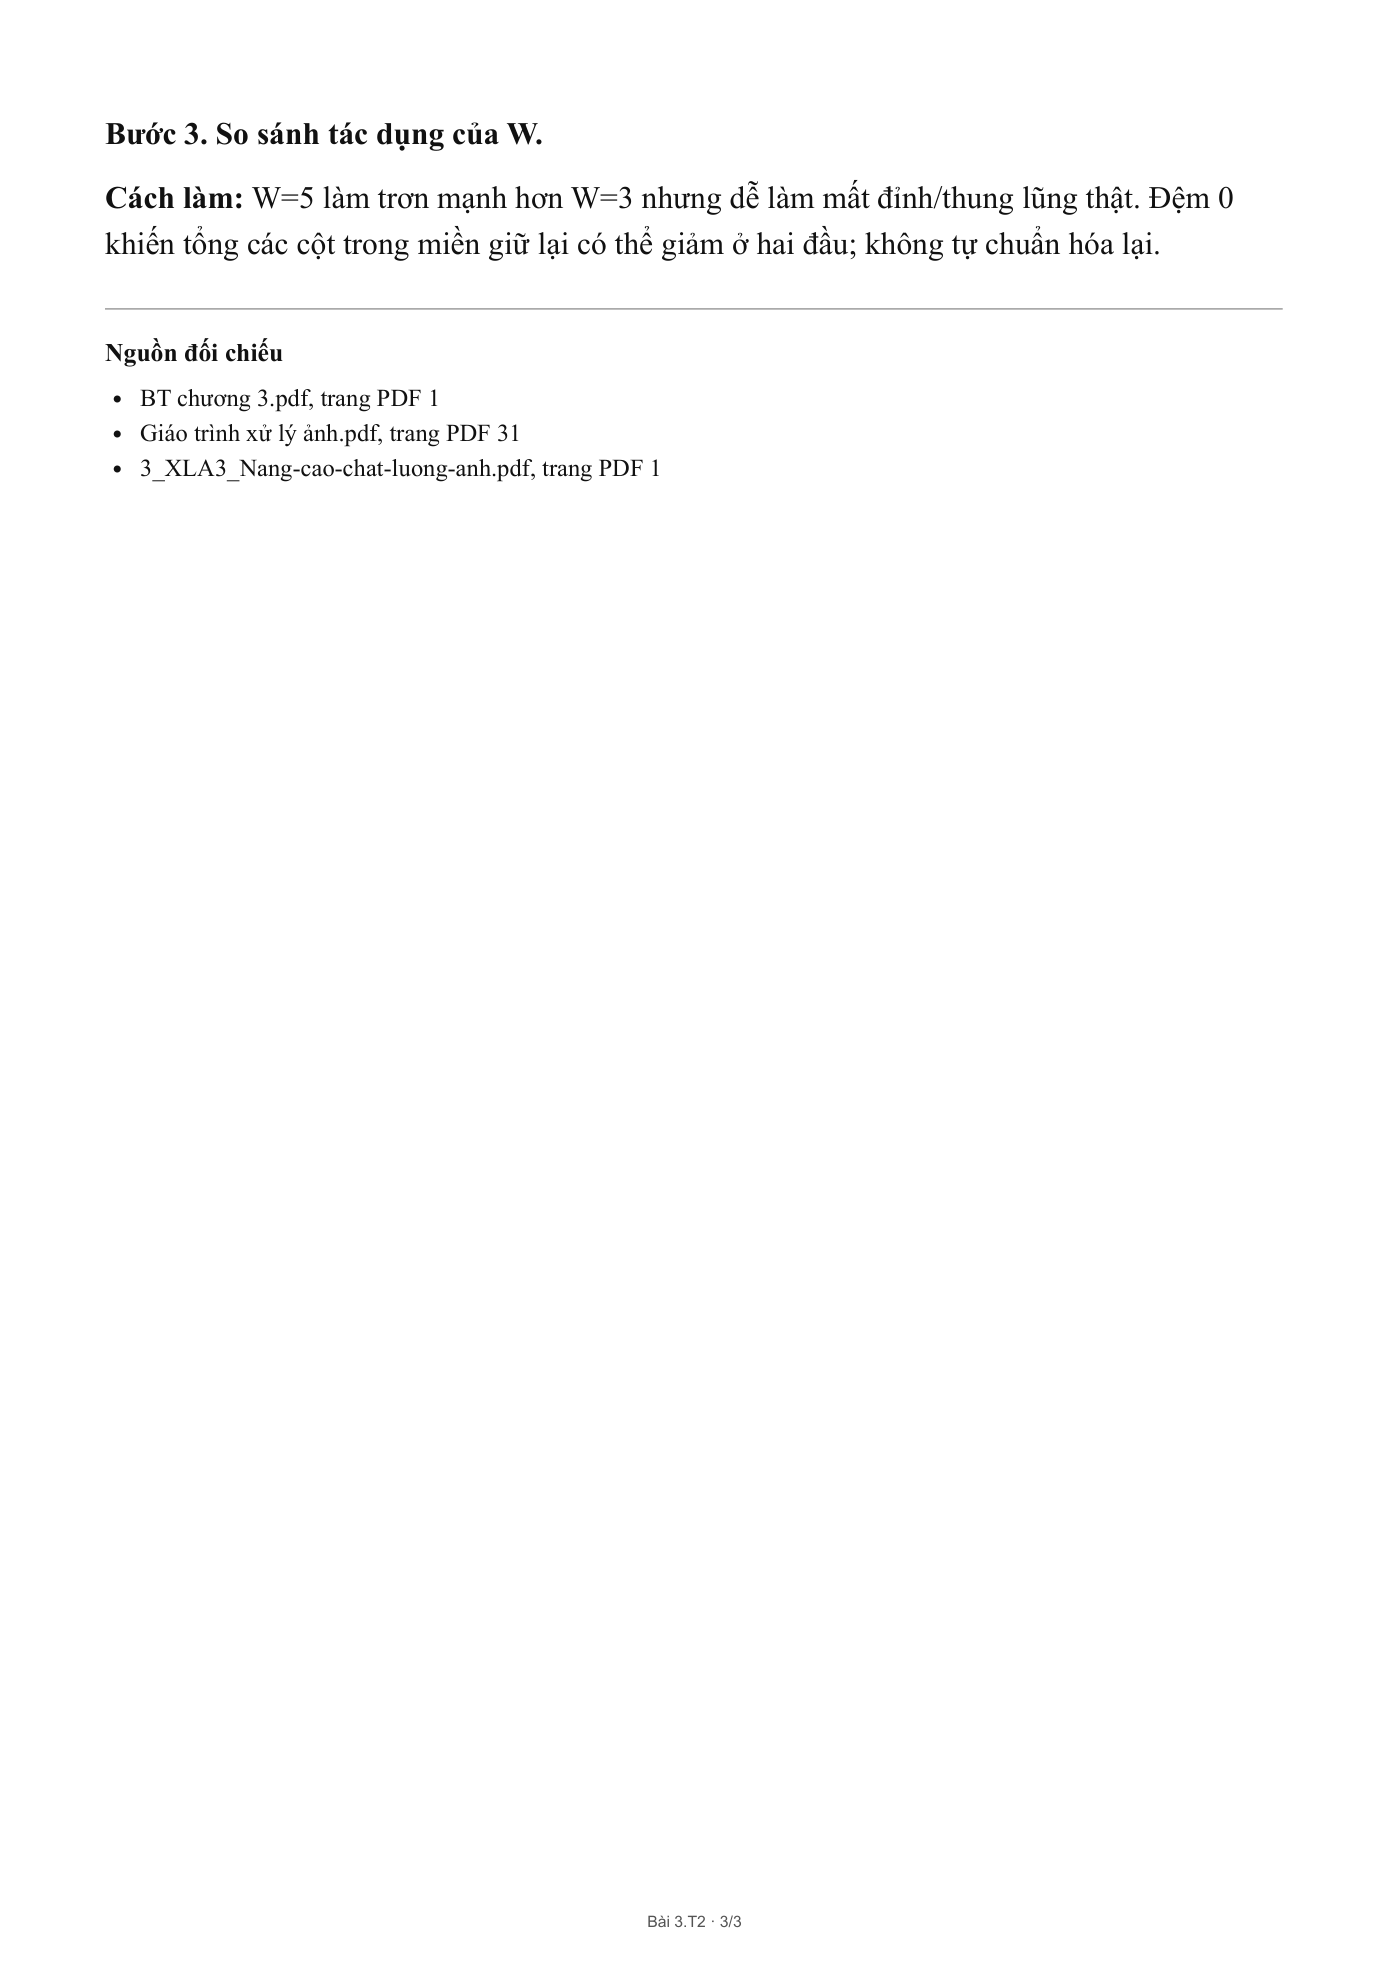 Bước 3. So sánh tác dụng của W.
Cách làm: W=5 làm trơn mạnh hơn W=3 nhưng dễ làm mất đỉnh/thung lũng thật. Đệm 0
khiến tổng các cột trong miền giữ lại có thể giảm ở hai đầu; không tự chuẩn hóa lại.
Nguồn đối chiếu
• BT chương 3.pdf, trang PDF 1
• Giáo trình xử lý ảnh.pdf, trang PDF 31
• 3_XLA3_Nang-cao-chat-luong-anh.pdf, trang PDF 1
Bài 3.T2 · 3/3